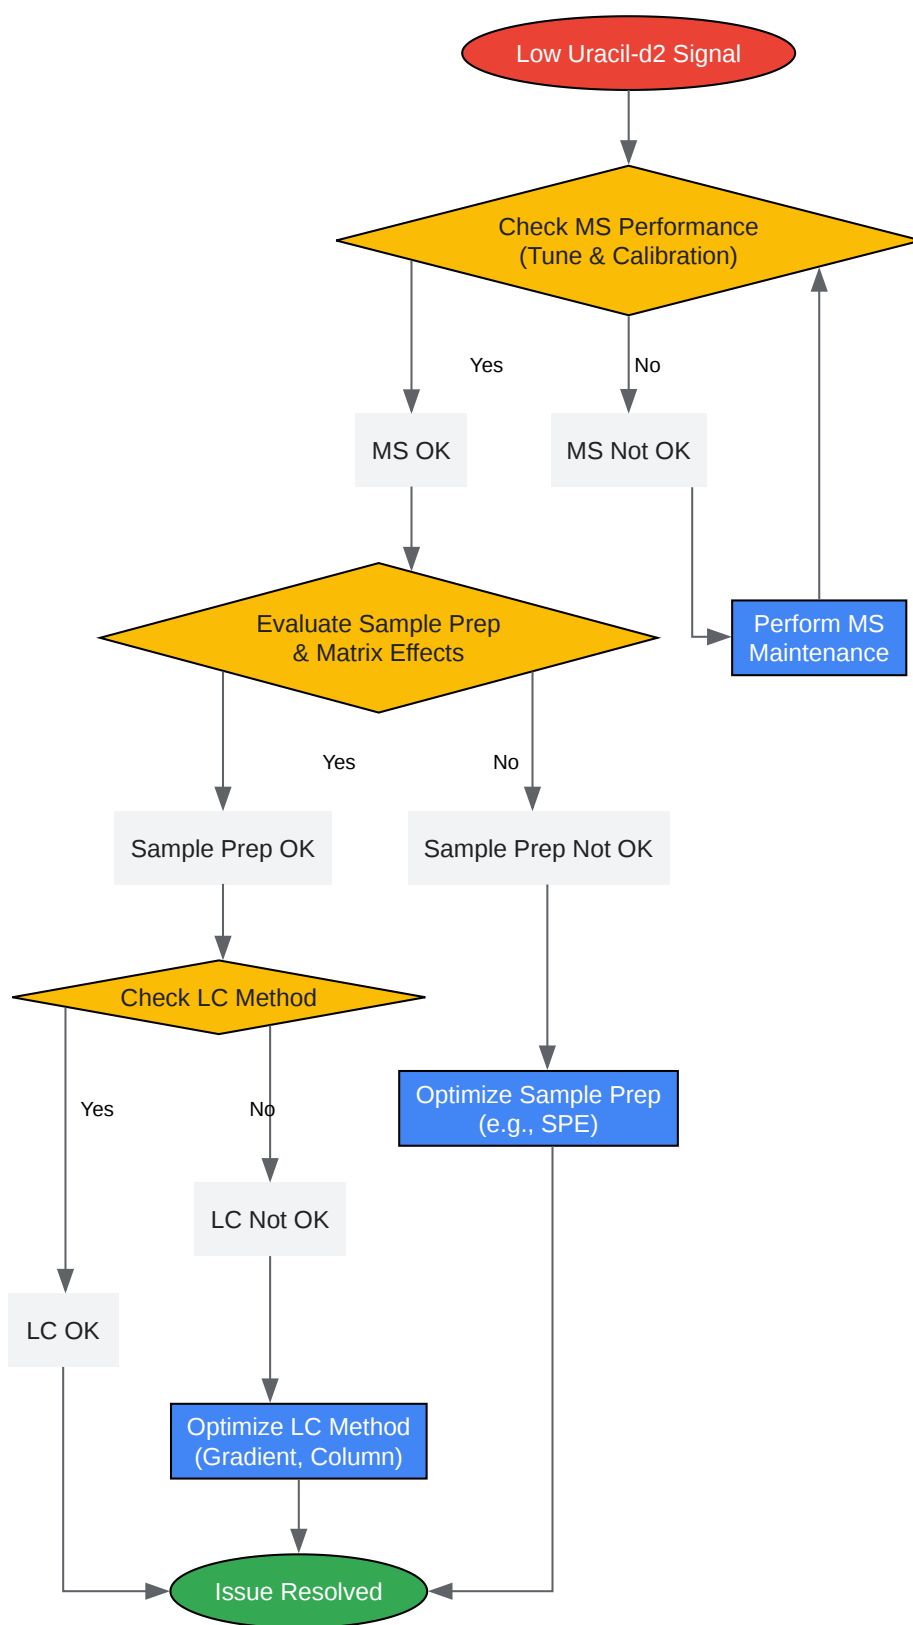 Low Uracil-d2 Signal
Check MS Performance
(Tune & Calibration)
Yes
No
MS OK
MS Not OK
Evaluate Sample Prep
& Matrix Effects
Perform MS
Maintenance
Yes
No
Sample Prep OK
Sample Prep Not OK
Check LC Method
Yes
No
Optimize Sample Prep
(e.g., SPE)
LC Not OK
LC OK
Optimize LC Method
(Gradient, Column)
Issue Resolved